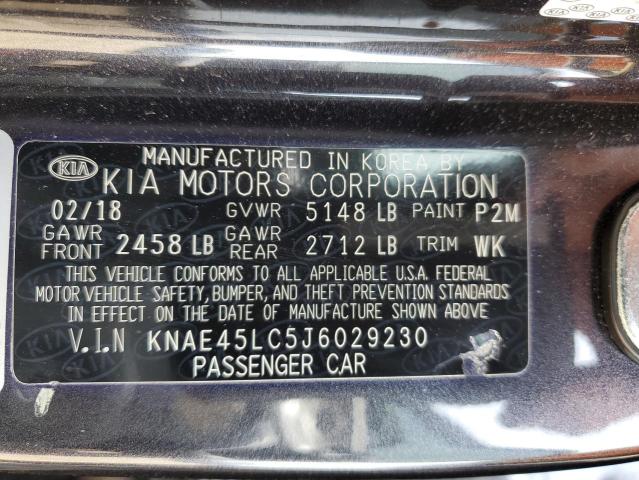 KIA
MANUFACTURED IN KOREA BY
KIA MOTORS CORPORATION
02/18 GVWR 5148 LB PAINT P2M
GAWR FRONT 2458 LB GAWR REAR 2712 LB TRIM WK
THIS VEHICLE CONFORMS TO ALL APPLICABLE U.S.A. FEDERAL
MOTOR VEHICLE SAFETY, BUMPER, AND THEFT PREVENTION STANDARDS
IN EFFECT ON THE DATE OF MANUFACTURE SHOWN ABOVE
V.I.N KNAE45LC5J6029230
PASSENGER CAR